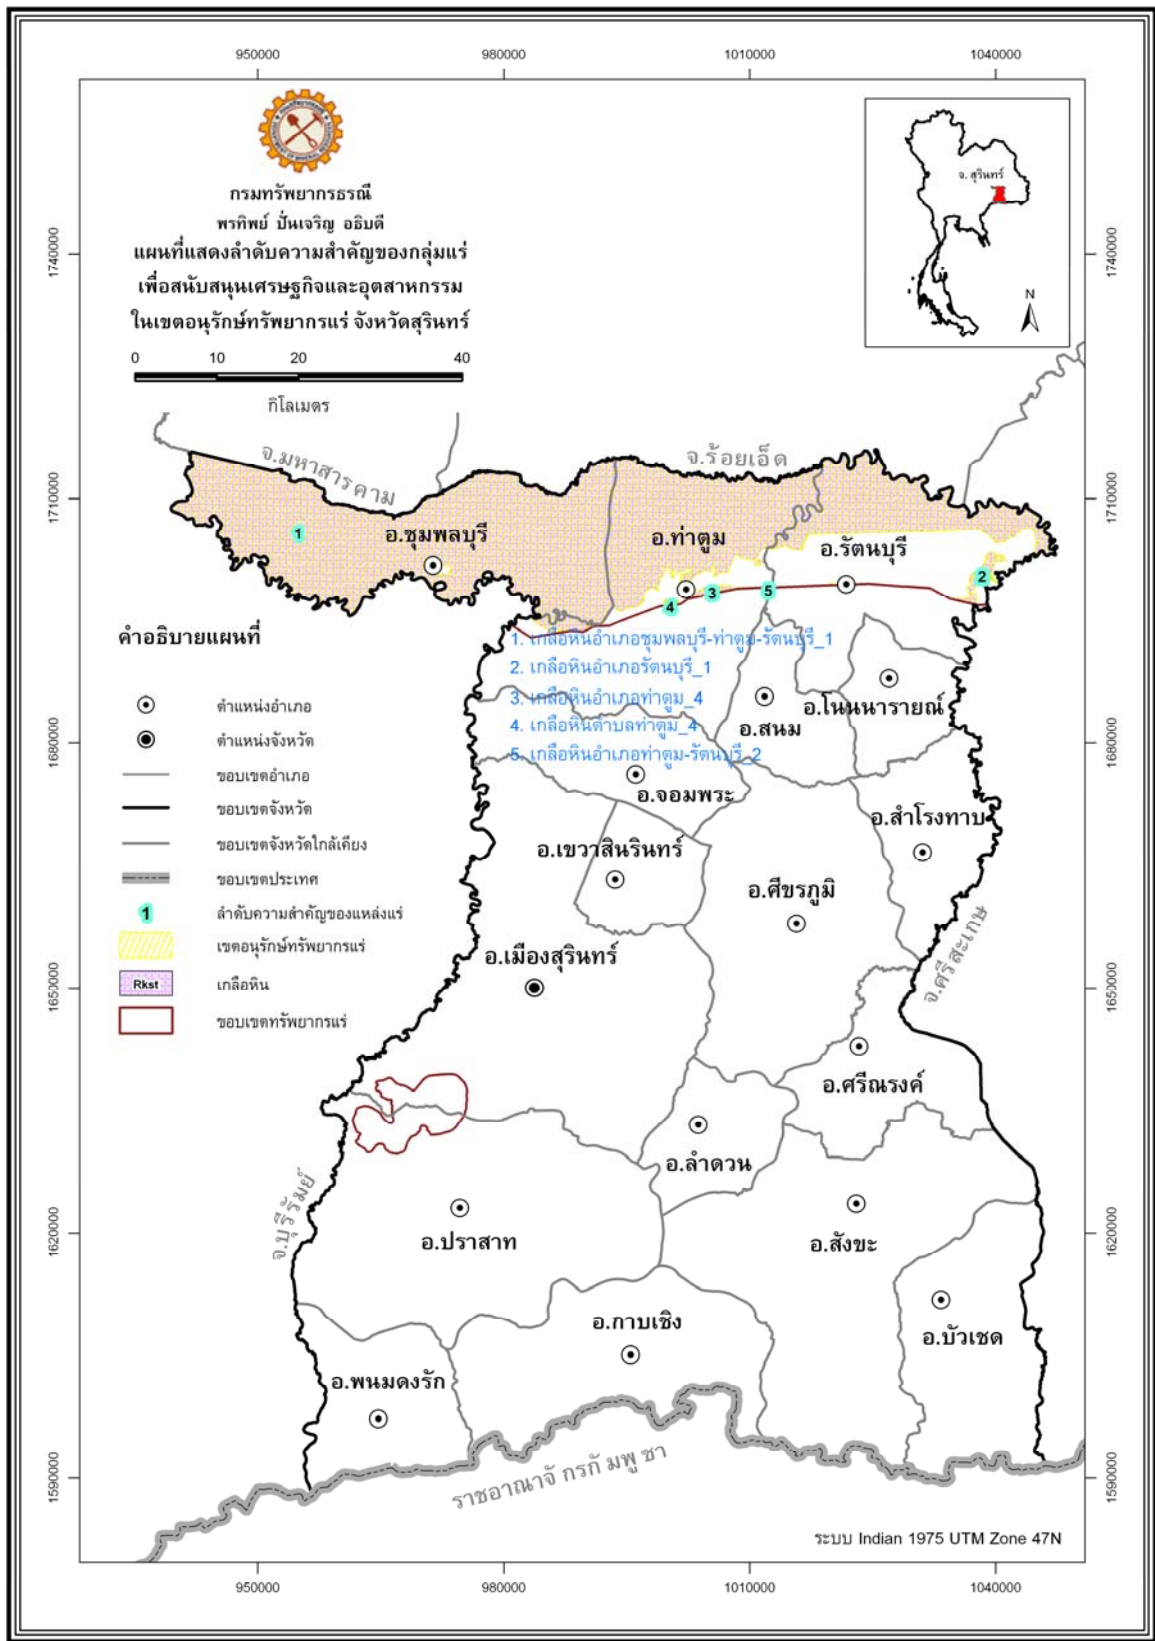 950000
980000
1010000
1040000
กรมทรัพยากรธรณี
พรทิพย์ ปั่นเจริญ อธิบดี
แผนที่แสดงลำดับความสำคัญของกลุ่มแร่
เพื่อสนับสนุนเศรษฐกิจและอุตสาหกรรม
ในเขตอนุรักษ์ทรัพยากรแร่ จังหวัดสุรินทร์
0 10 20 40
กิโลเมตร
จ. สุรินทร์
N
1740000
1740000
1710000
1710000
1680000
1680000
1650000
1650000
1620000
1620000
1590000
1590000
จ.มหาสารคาม
จ.ร้อยเอ็ด
1
อ.ชุมพลบุรี
อ.ท่าตูม
อ.รัตนบุรี
2
3
4
5
1. เกลือหินอำเภอชุมพลบุรี-ท่าตูม-รัตนบุรี_1
2. เกลือหินอำเภอรัตนบุรี_1
3. เกลือหินอำเภอท่าตูม_4
4. เกลือหินตำบลท่าตูม_4
5. เกลือหินอำเภอท่าตูม-รัตนบุรี_2
อ.สนม
อ.โนนนารายณ์
อ.จอมพระ
อ.สำโรงทาบ
อ.เขวาสินรินทร์
อ.ศีขรภูมิ
อ.เมืองสุรินทร์
จ.ศรีสะเกษ
อ.ศรีณรงค์
อ.ลำดวน
จ.บุรีรัมย์
อ.ปราสาท
อ.สังขะ
อ.กาบเชิง
อ.บัวเชด
อ.พนมดงรัก
ราชอาณาจักรกัมพูชา
คำอธิบายแผนที่
ตำแหน่งอำเภอ
ตำแหน่งจังหวัด
ขอบเขตอำเภอ
ขอบเขตจังหวัด
ขอบเขตจังหวัดใกล้เคียง
ขอบเขตประเทศ
1 ลำดับความสำคัญของแหล่งแร่
เขตอนุรักษ์ทรัพยากรแร่
Rkst เกลือหิน
ขอบเขตทรัพยากรแร่
ระบบ Indian 1975 UTM Zone 47N
950000
980000
1010000
1040000